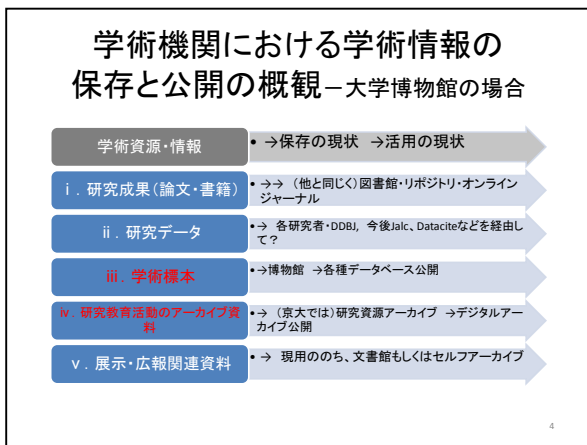 学術機関における学術情報の
保存と公開の概観－大学博物館の場合
学術資源・情報
• →保存の現状 →活用の現状
ⅰ．研究成果（論文・書籍）
• →→ （他と同じく）図書館・リポジトリ・オンライン
ジャーナル
ⅱ．研究データ
• → 各研究者・DDBJ, 今後Jalc、Dataciteなどを経由し
て？
ⅲ．学術標本
• →博物館 →各種データベース公開
ⅳ．研究教育活動のアーカイブ資
料
• → （京大では）研究資源アーカイブ →デジタルアー
カイブ公開
ⅴ．展示・広報関連資料
• → 現用ののち、文書館もしくはセルフアーカイブ
4